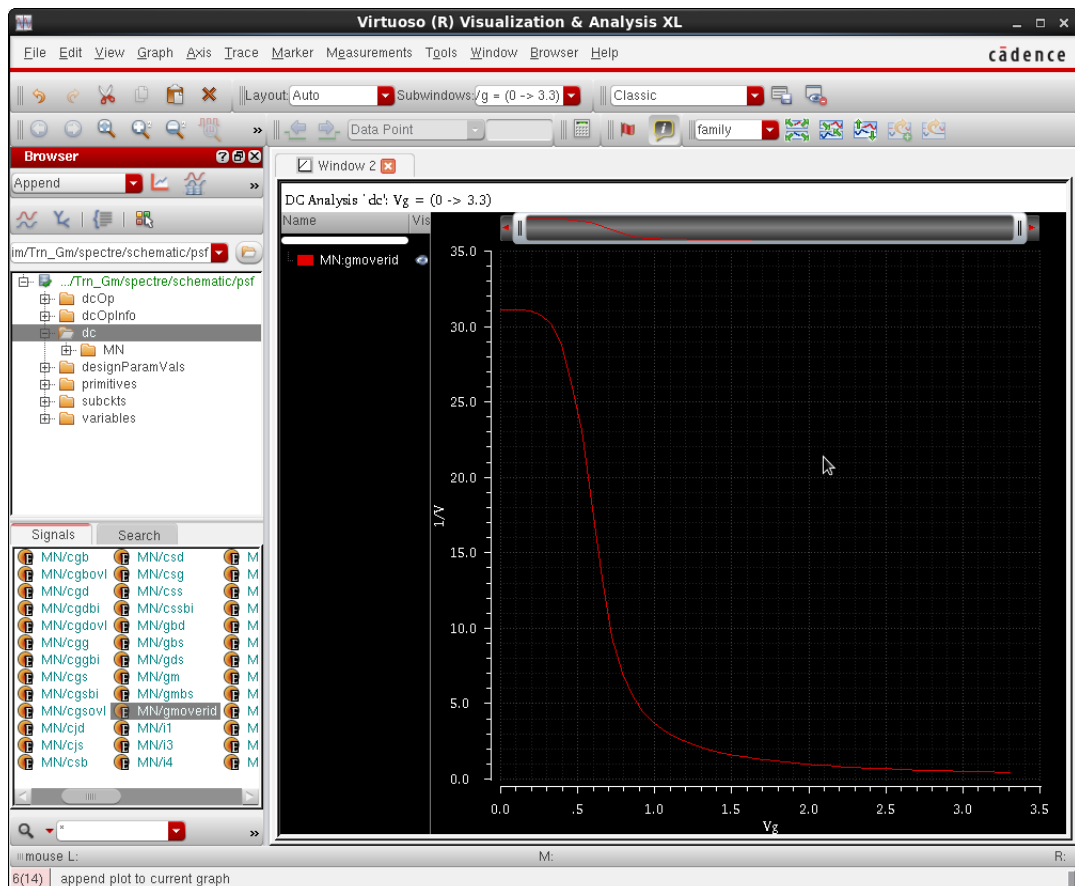 Virtuoso (R) Visualization & Analysis XL
File Edit View Graph Axis Trace Marker Measurements Tools Window Browser Help
cādence
Layout: Auto Subwindows: /g = (0 -> 3.3) Classic
» Data Point family
Browser
Append »
im/Trn_Gm/spectre/schematic/psf
.../Trn_Gm/spectre/schematic/psf
dcOp
dcOpInfo
dc
MN
designParamVals
primitives
subckts
variables
Signals Search
MN/cgb MN/csd M
MN/cgbovl MN/csg M
MN/cgd MN/css M
MN/cgdbi MN/cssbi M
MN/cgdovl MN/gbd M
MN/cgg MN/gbs M
MN/cggbi MN/gds M
MN/cgs MN/gm M
MN/cgsbi MN/gmbs M
MN/cgsovl MN/gmoverid M
MN/cjd MN/i1 M
MN/cjs MN/i3 M
MN/csb MN/i4 M
* »
Window 2
DC Analysis `dc': Vg = (0 -> 3.3)
Name Vis
MN:gmoverid
35.0
30.0
25.0
20.0
15.0
10.0
5.0
0.0
1/V
0.0 .5 1.0 1.5 2.0 2.5 3.0 3.5
Vg
mouse L: M: R:
6(14) append plot to current graph